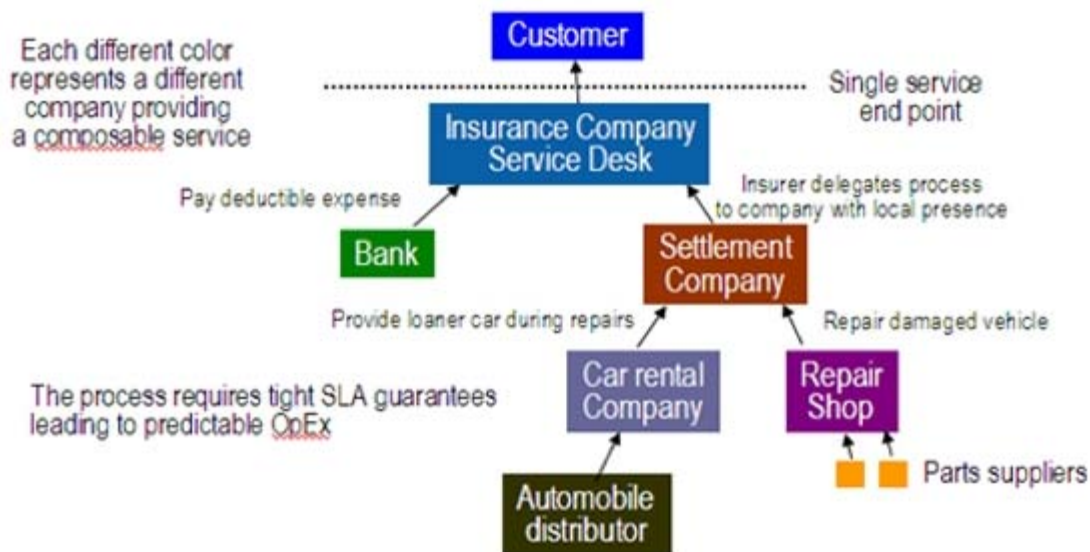 Customer
Each different color
represents a different
company providing
a composable service
Single service
end point
Insurance Company
Service Desk
Pay deductible expense
Insurer delegates process
to company with local presence
Bank
Settlement
Company
Provide loaner car during repairs
Repair damaged vehicle
Car rental
Company
Repair
Shop
The process requires tight SLA guarantees
leading to predictable OpEx
Parts suppliers
Automobile
distributor